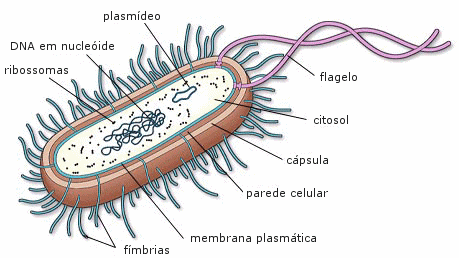 plasmídeo
DNA em nucleóide
ribossomas
flagelo
citosol
cápsula
parede celular
membrana plasmática
fímbrias